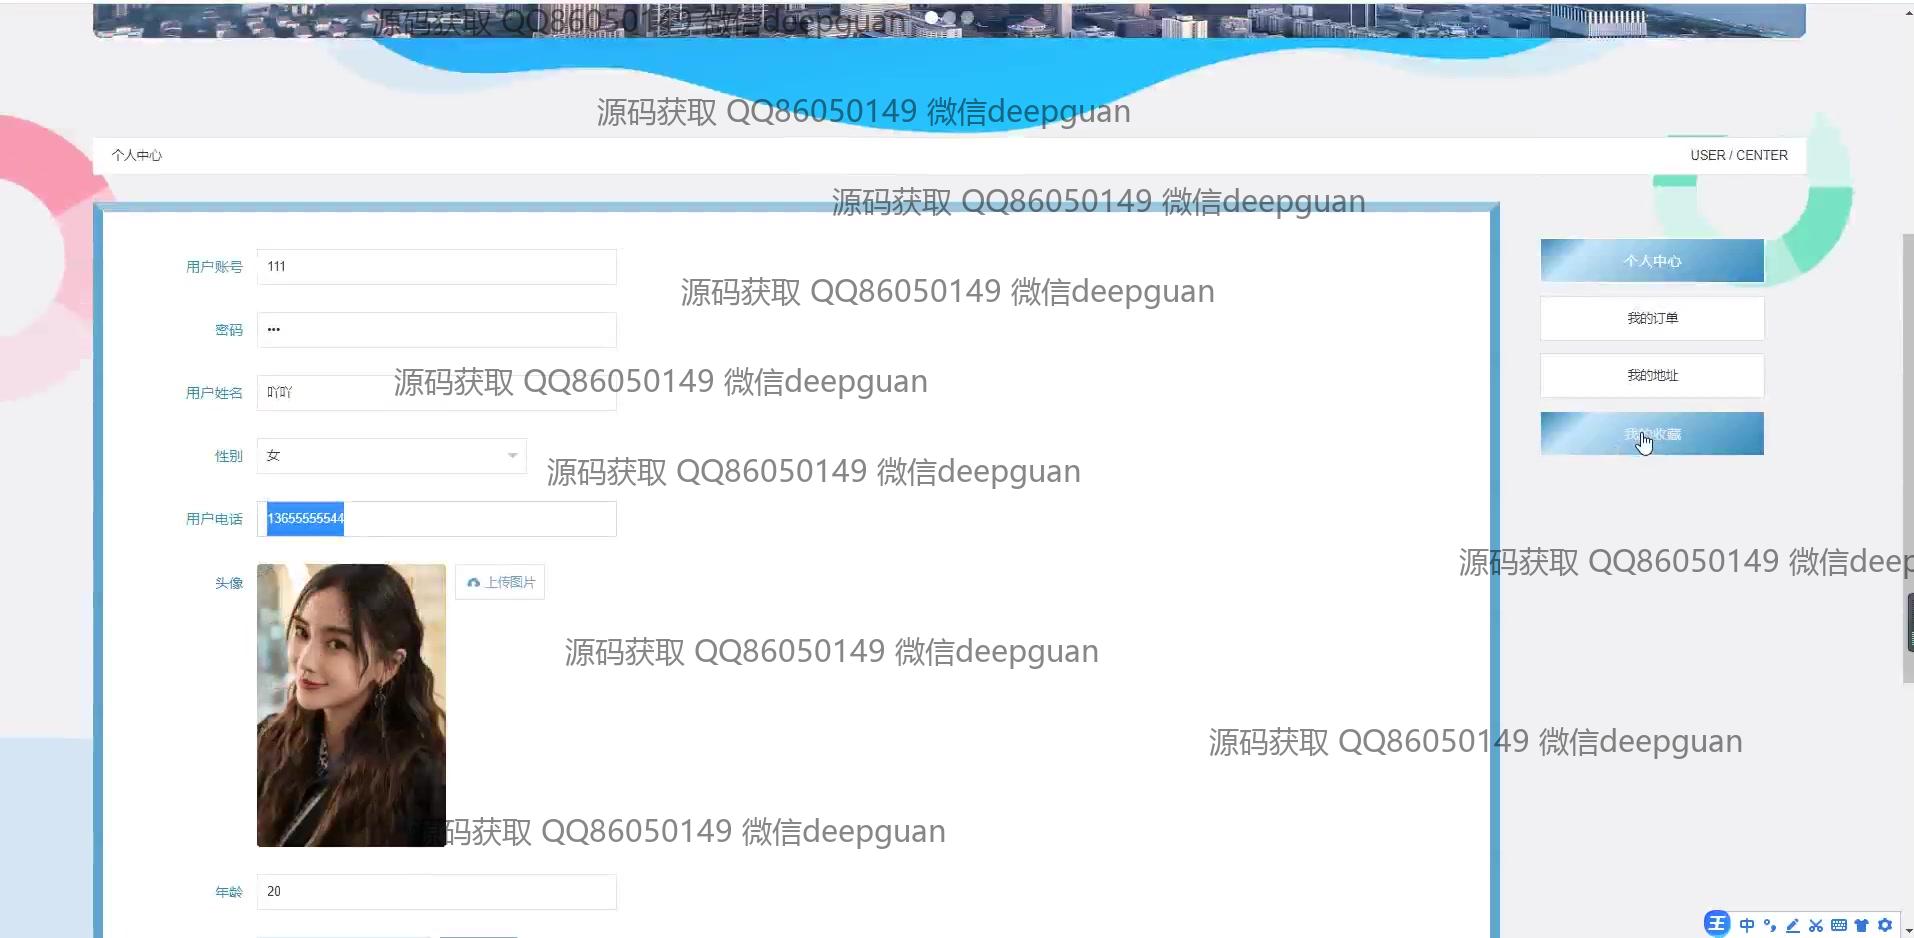 源码获取 QQ86050149 微信deepguan
源码获取 QQ86050149 微信deepguan
个人中心
USER / CENTER
源码获取 QQ86050149 微信deepguan
用户账号
111
个人中心
源码获取 QQ86050149 微信deepguan
我的订单
密码
•••
我的地址
用户姓名
吖吖
源码获取 QQ86050149 微信deepguan
我的收藏
性别
女
源码获取 QQ86050149 微信deepguan
用户电话
13655555544
源码获取 QQ86050149 微信deep
头像
上传图片
源码获取 QQ86050149 微信deepguan
源码获取 QQ86050149 微信deepguan
源码获取 QQ86050149 微信deepguan
年龄
20
王 中